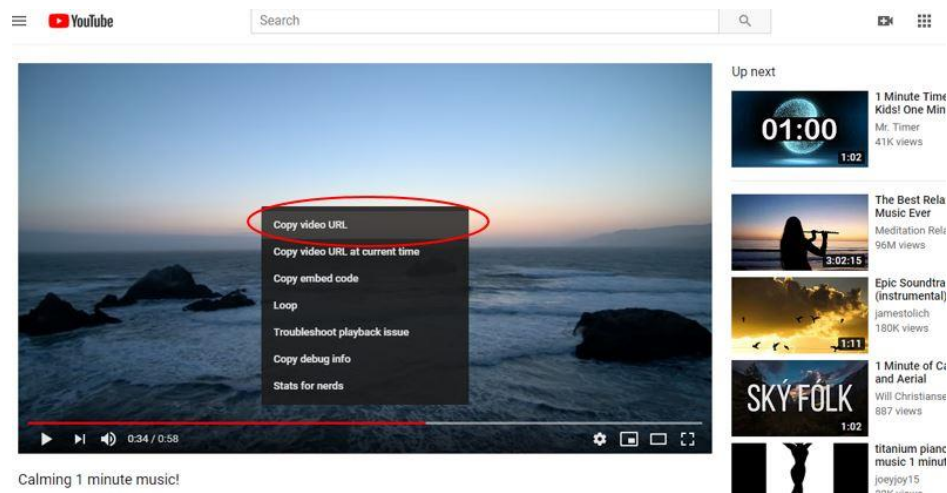 YouTube
Search
Copy video URL
Copy video URL at current time
Copy embed code
Loop
Troubleshoot playback issue
Copy debug info
Stats for nerds
0:34 / 0:58
Calming 1 minute music!
Up next
01:00
1:02
1 Minute Time
Kids! One Min
Mr. Timer
41K views
3:02:15
The Best Rela
Music Ever
Meditation Rela
96M views
1:11
Epic Soundtra
(instrumental)
jamestolich
180K views
SKY FOLK
1:02
1 Minute of Ca
and Aerial
Will Christianse
887 views
titanium piano
music 1 minut
joeyjoy15